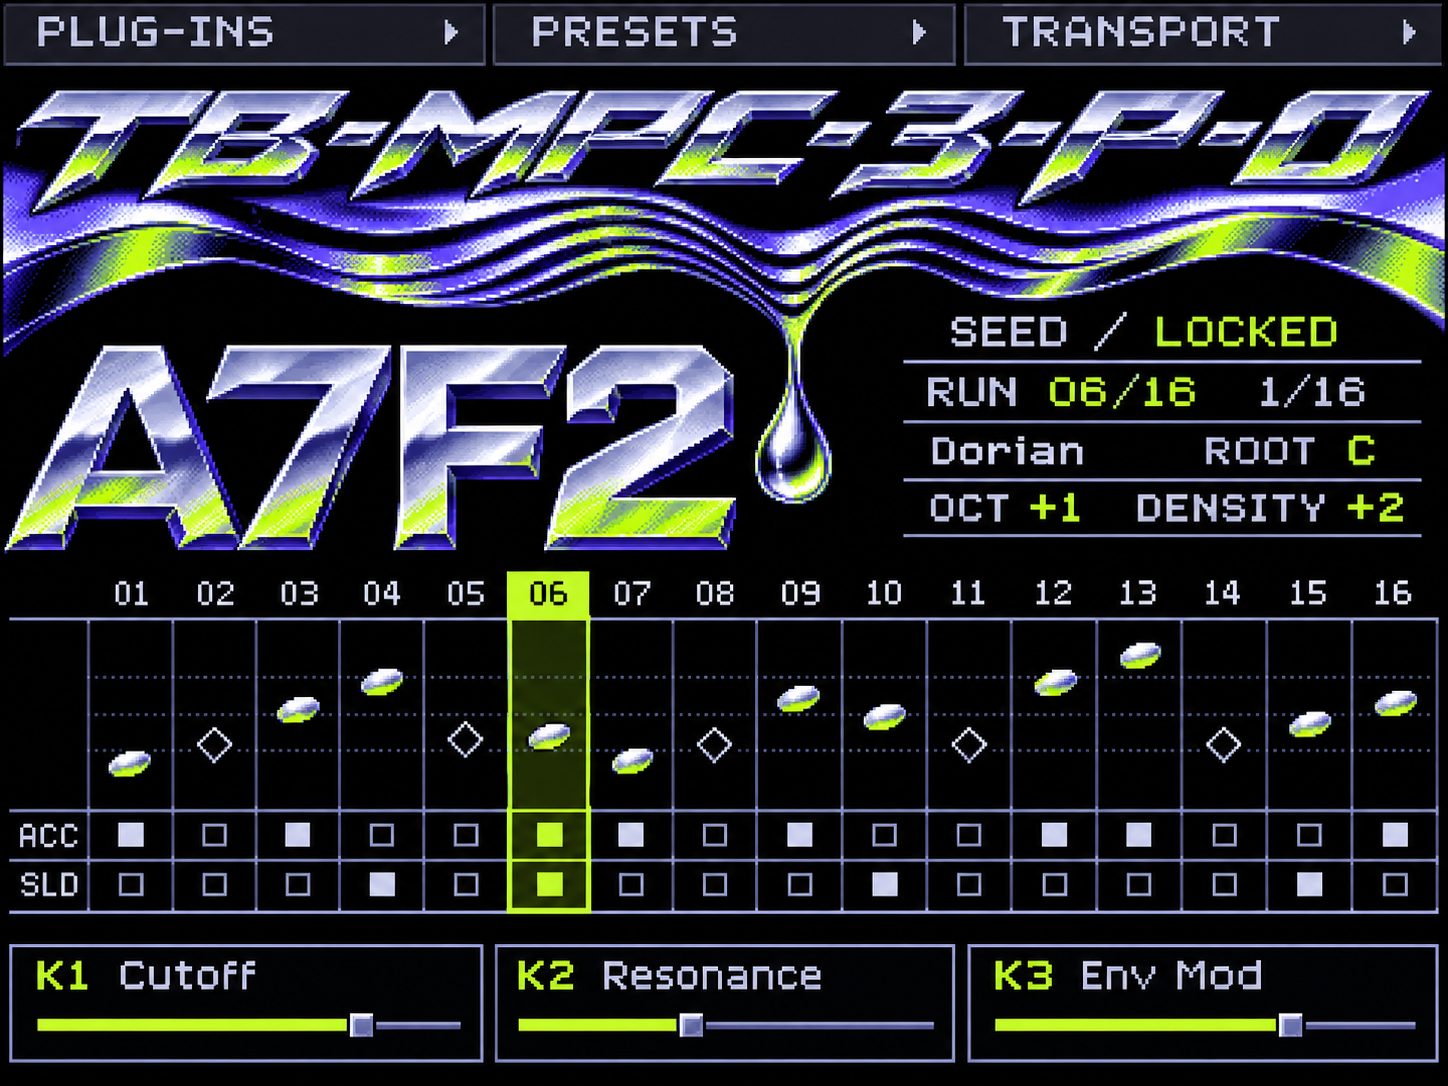 PLUG-INS PRESETS TRANSPORT
TB-MPC-3-P-0
SEED / LOCKED
A7F2
RUN 06/16 1/16
Dorian ROOT C
OCT +1 DENSITY +2
01 02 03 04 05 06 07 08 09 10 11 12 13 14 15 16
ACC
SLD
K1 Cutoff K2 Resonance K3 Env Mod